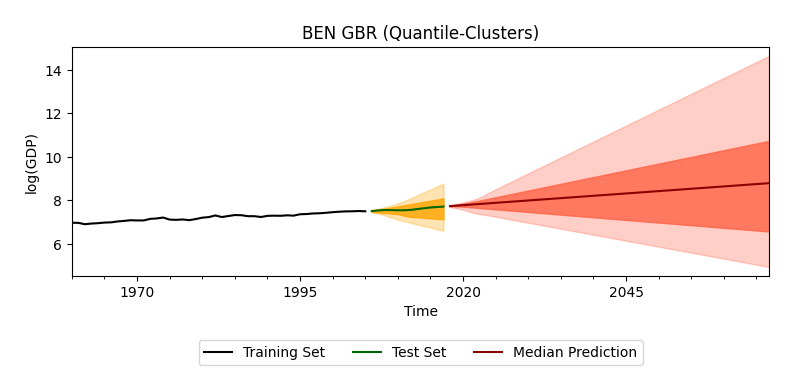 BEN GBR (Quantile-Clusters)
14
12
10
8
6
log(GDP)
1970 1995 2020 2045
Time
Training Set Test Set Median Prediction